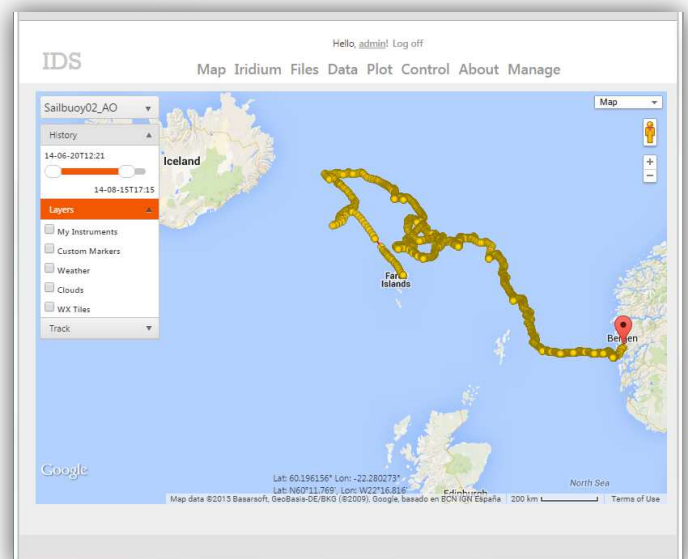 Hello, admin! Log off
IDS
Map Iridium Files Data Plot Control About Manage
Sailbuoy02_AO
Map
History
14-06-20T12:21
14-08-15T17:15
Layers
My Instruments
Custom Markers
Weather
Clouds
WX Tiles
Track
Iceland
Islands
Google
Lat: 60.196156° Lon: -22.280273°
Lat: N60°11.769', Lon: W22°16.816'
North Sea
Map data ©2015 Basarsoft, GeoBasis-DE/BKG (©2009), Google, basado en BCN IGN España
200 km
Terms of Use